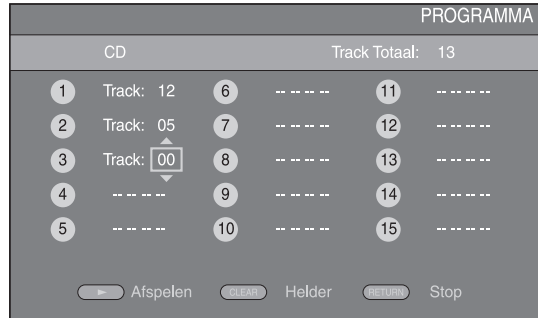 PROGRAMMA
CD Track Totaal: 13
1 Track: 12 6 -- -- -- -- 11 -- -- -- --
2 Track: 05 7 -- -- -- -- 12 -- -- -- --
3 Track: 00 8 -- -- -- -- 13 -- -- -- --
4 -- -- -- -- 9 -- -- -- -- 14 -- -- -- --
5 -- -- -- -- 10 -- -- -- -- 15 -- -- -- --
Afspelen CLEAR Helder RETURN Stop